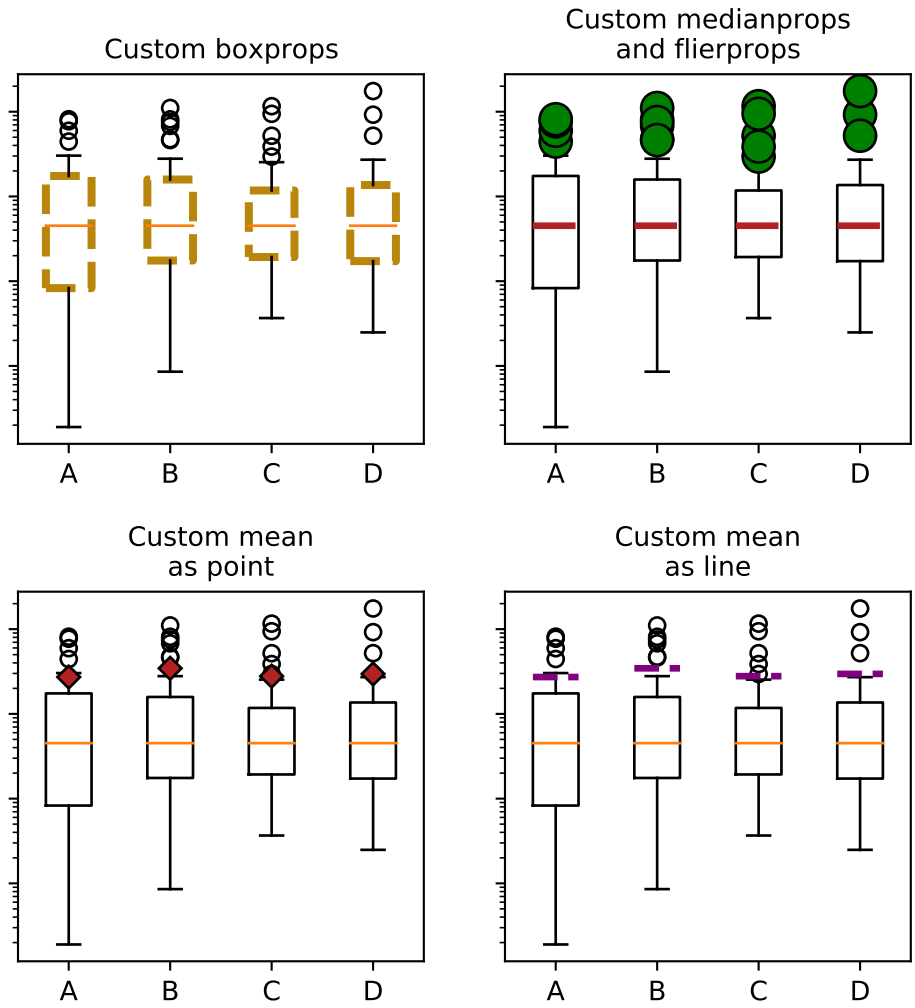 Custom boxprops
Custom medianprops
and flierprops
A B C D
A B C D
Custom mean
as point
Custom mean
as line
A B C D
A B C D